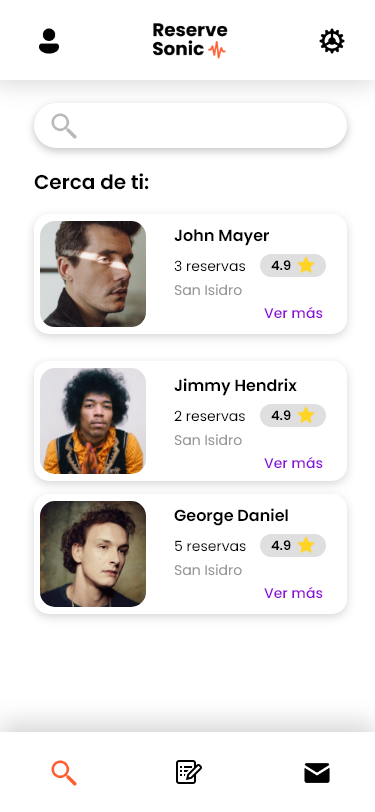 Reserve
Sonic
Cerca de ti:
John Mayer
3 reservas 4.9
San Isidro
Ver más
Jimmy Hendrix
2 reservas 4.9
San Isidro
Ver más
George Daniel
5 reservas 4.9
San Isidro
Ver más